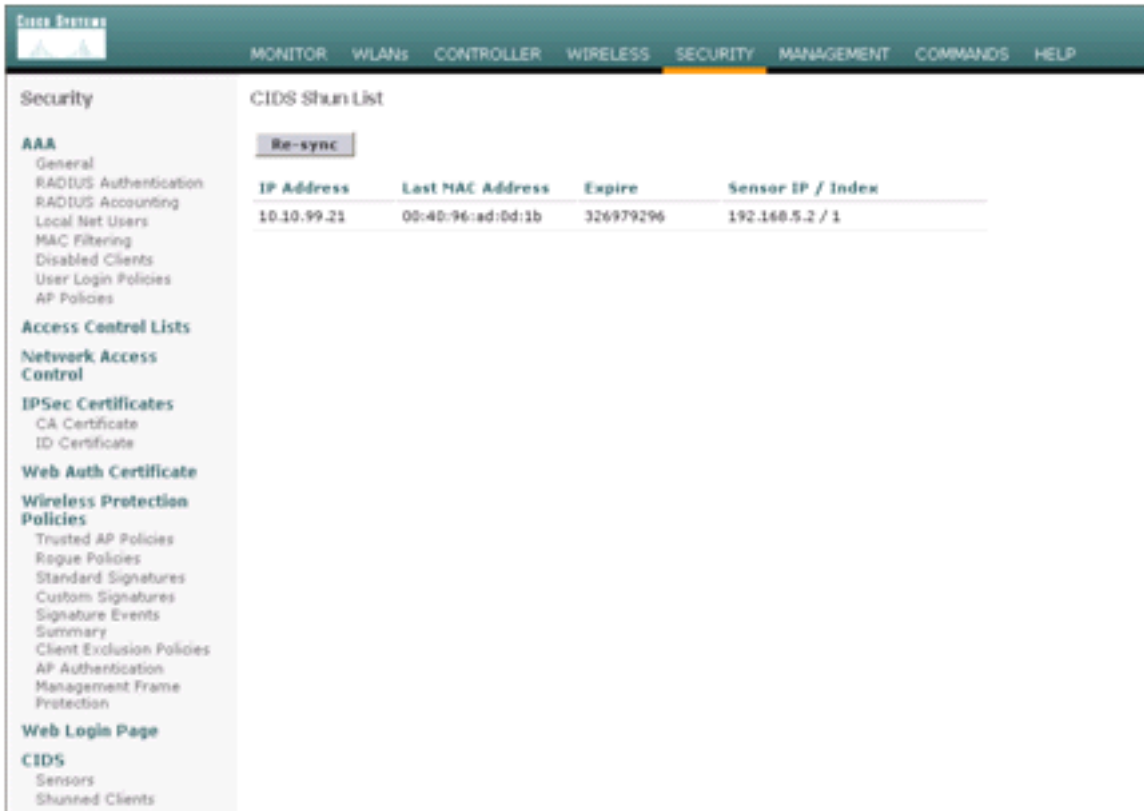 CISCO SYSTEMS
MONITOR WLANs CONTROLLER WIRELESS SECURITY MANAGEMENT COMMANDS HELP
Security
AAA
General
RADIUS Authentication
RADIUS Accounting
Local Net Users
MAC Filtering
Disabled Clients
User Login Policies
AP Policies
Access Control Lists
Network Access
Control
IPSec Certificates
CA Certificate
ID Certificate
Web Auth Certificate
Wireless Protection
Policies
Trusted AP Policies
Rogue Policies
Standard Signatures
Custom Signatures
Signature Events
Summary
Client Exclusion Policies
AP Authentication
Management Frame
Protection
Web Login Page
CIDS
Sensors
Shunned Clients
CIDS Shun List
Re-sync
IP Address Last MAC Address Expire Sensor IP / Index
10.10.99.21 00:40:96:ad:0d:1b 326979296 192.168.5.2 / 1